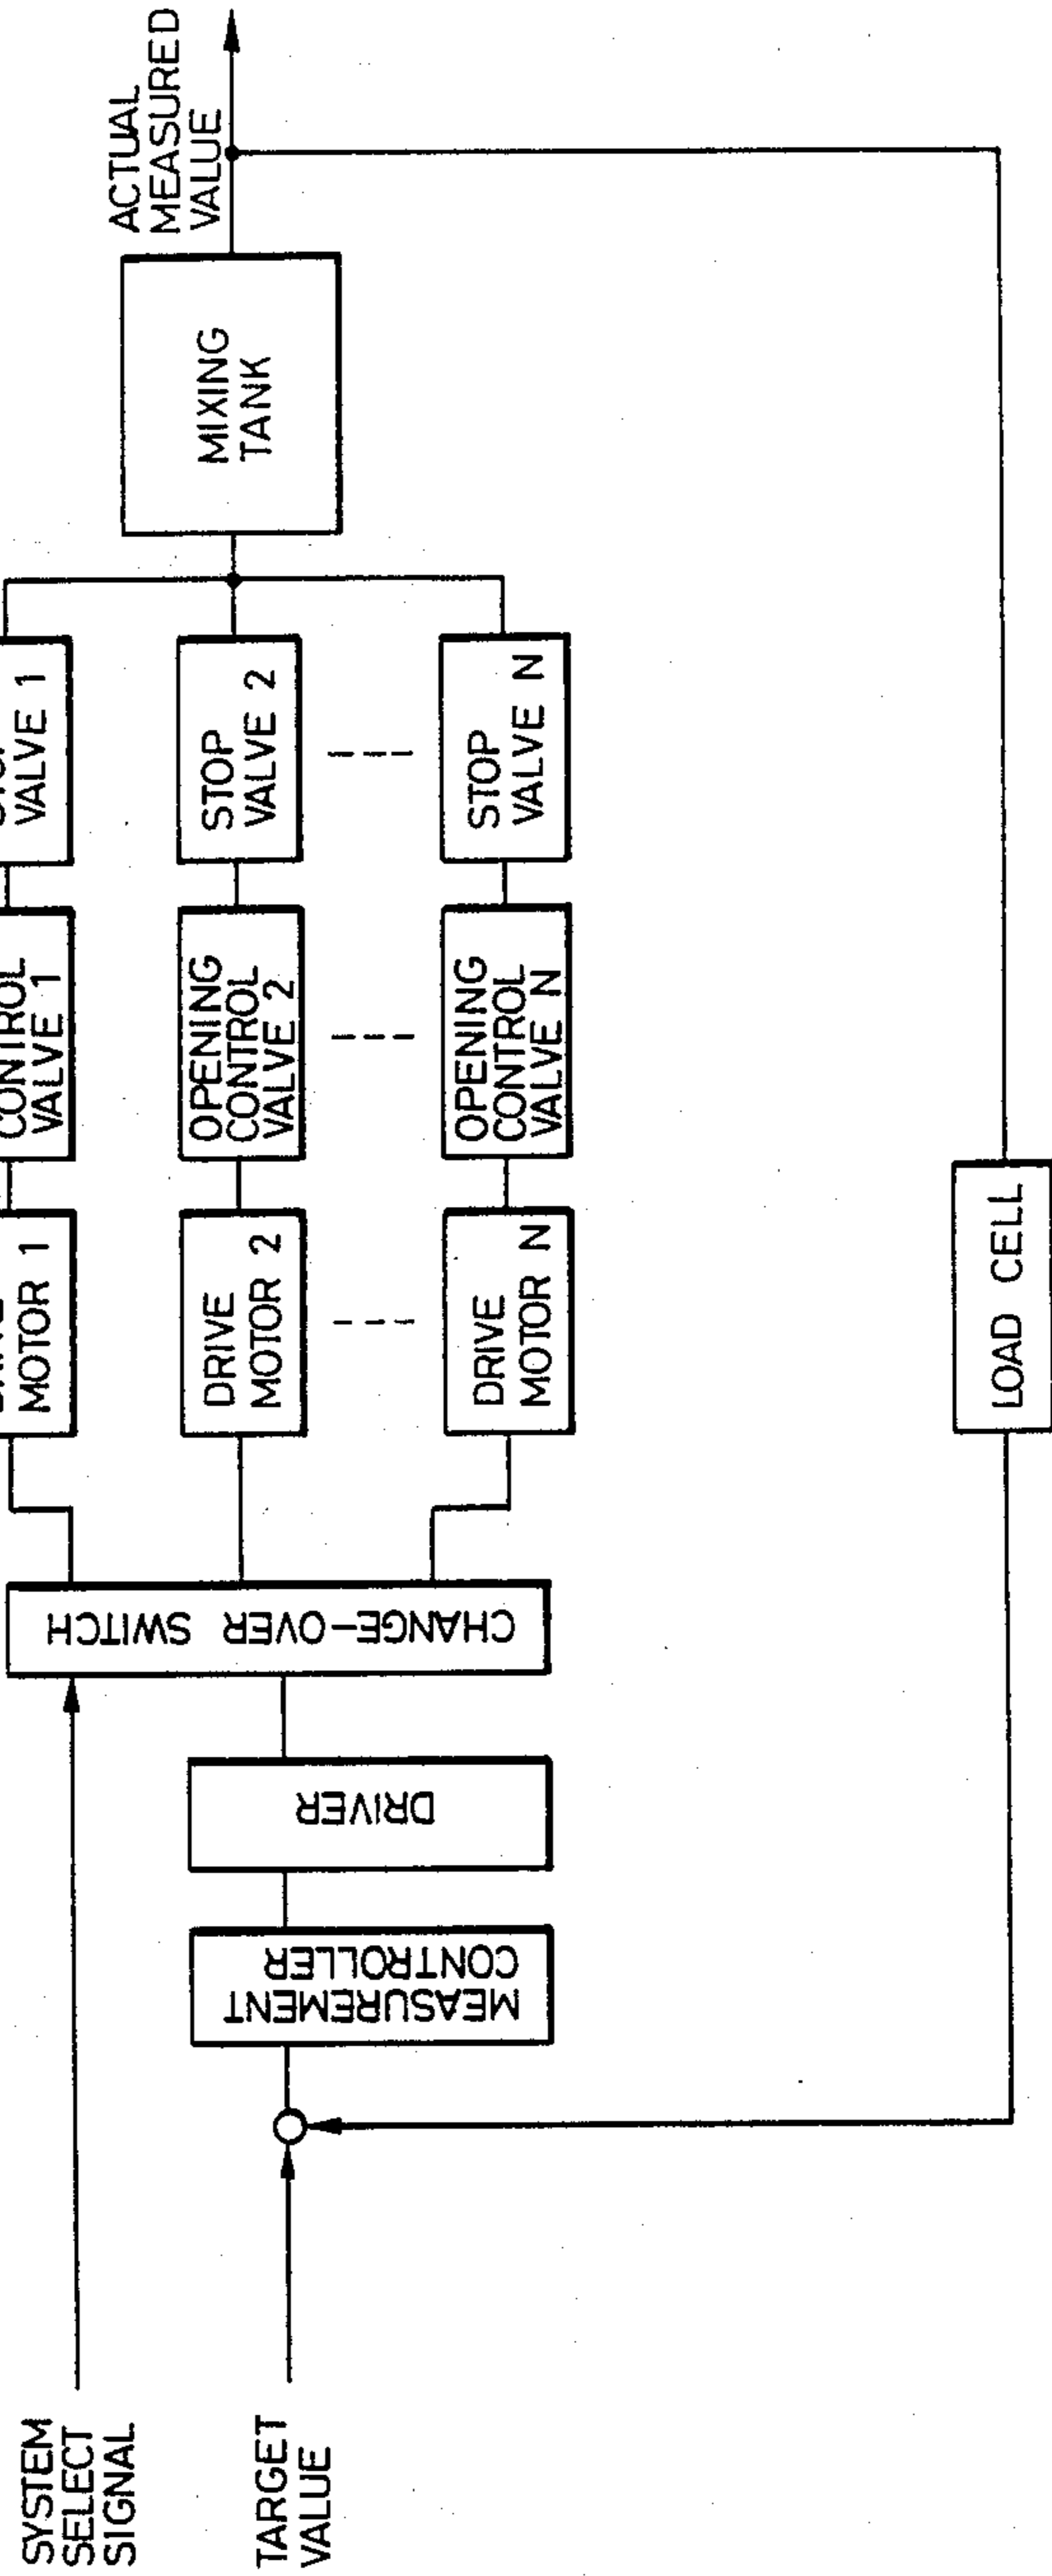 SYSTEM
SELECT
SIGNAL
TARGET
VALUE
MEASUREMENT
CONTROLLER
DRIVER
CHANGE-OVER SWITCH
MOTOR 1
CONTROL
VALVE 1
VALVE 1
DRIVE
MOTOR 2
OPENING
CONTROL
VALVE 2
STOP
VALVE 2
DRIVE
MOTOR N
OPENING
CONTROL
VALVE N
STOP
VALVE N
MIXING
TANK
ACTUAL
MEASURED
VALUE
LOAD CELL